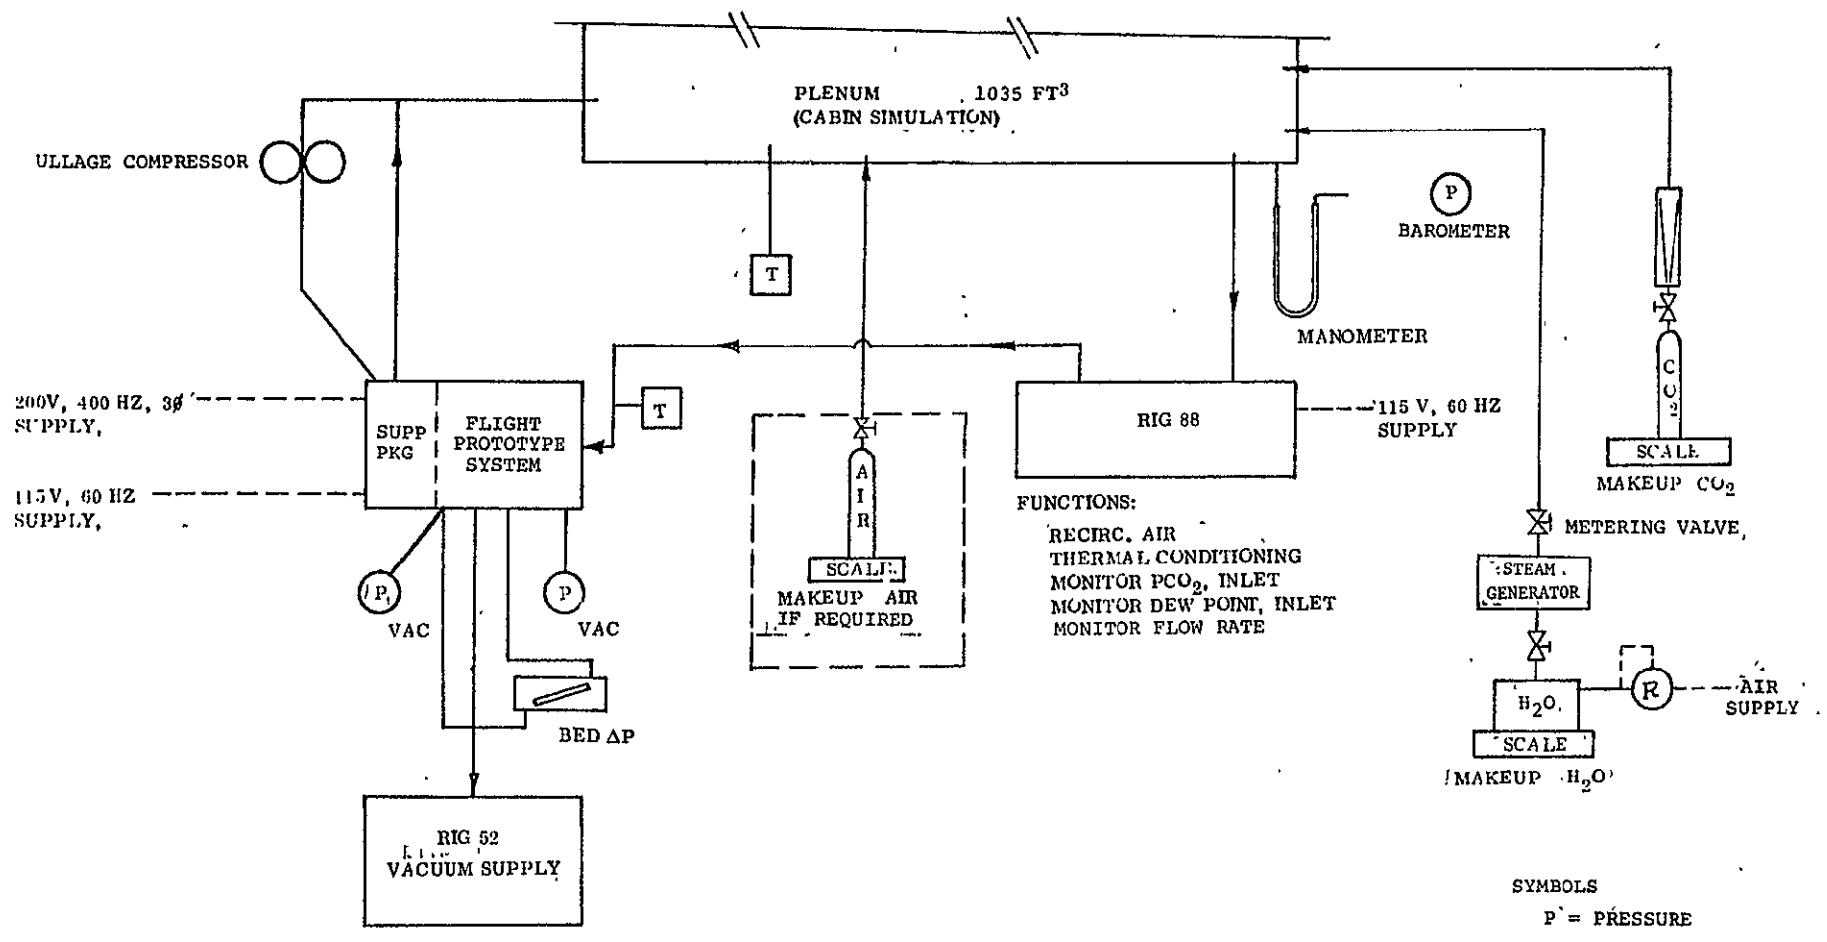 PLENUM 1035 FT³
(CABIN SIMULATION)
ULLAGE COMPRESSOR
P
BAROMETER
T
MANOMETER
CO₂
SCALE
MAKEUP CO₂
200V, 400 HZ, 3ø
SUPPLY,
115V, 60 HZ
SUPPLY,
SUPP
PKG
FLIGHT
PROTOTYPE
SYSTEM
T
AIR
SCALE
MAKEUP AIR
IF REQUIRED
RIG 88
115 V, 60 HZ
SUPPLY
FUNCTIONS:
RECIRC. AIR
THERMAL CONDITIONING
MONITOR PCO₂, INLET
MONITOR DEW POINT, INLET
MONITOR FLOW RATE
METERING VALVE,
STEAM
GENERATOR
P
VAC
P
VAC
BED ΔP
R
AIR
SUPPLY
H₂O
SCALE
MAKEUP H₂O
RIG 52
VACUUM SUPPLY
SYMBOLS
P = PRESSURE